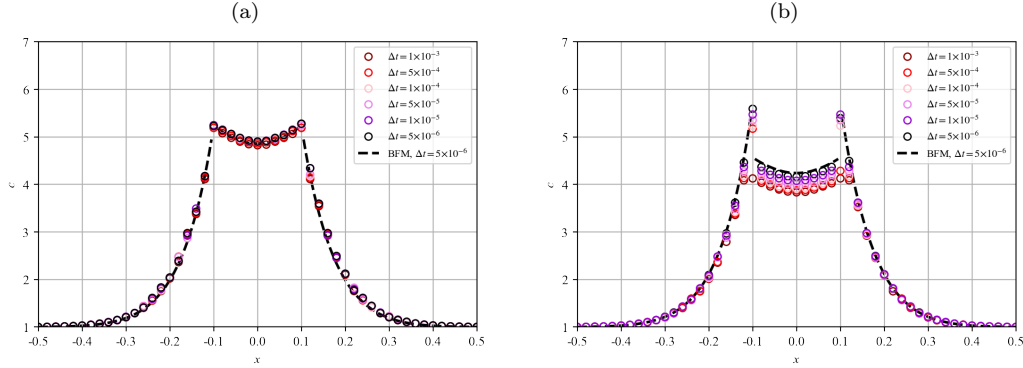 (a)
(b)
7
6
5
4
3
2
1
c
-0.5
-0.4
-0.3
-0.2
-0.1
0.0
0.1
0.2
0.3
0.4
0.5
x
Δt = 1×10⁻³
Δt = 5×10⁻⁴
Δt = 1×10⁻⁴
Δt = 5×10⁻⁵
Δt = 1×10⁻⁵
Δt = 5×10⁻⁶
BFM, Δt = 5×10⁻⁶
7
6
5
4
3
2
1
c
-0.5
-0.4
-0.3
-0.2
-0.1
0.0
0.1
0.2
0.3
0.4
0.5
x
Δt = 1×10⁻³
Δt = 5×10⁻⁴
Δt = 1×10⁻⁴
Δt = 5×10⁻⁵
Δt = 1×10⁻⁵
Δt = 5×10⁻⁶
BFM, Δt = 5×10⁻⁶